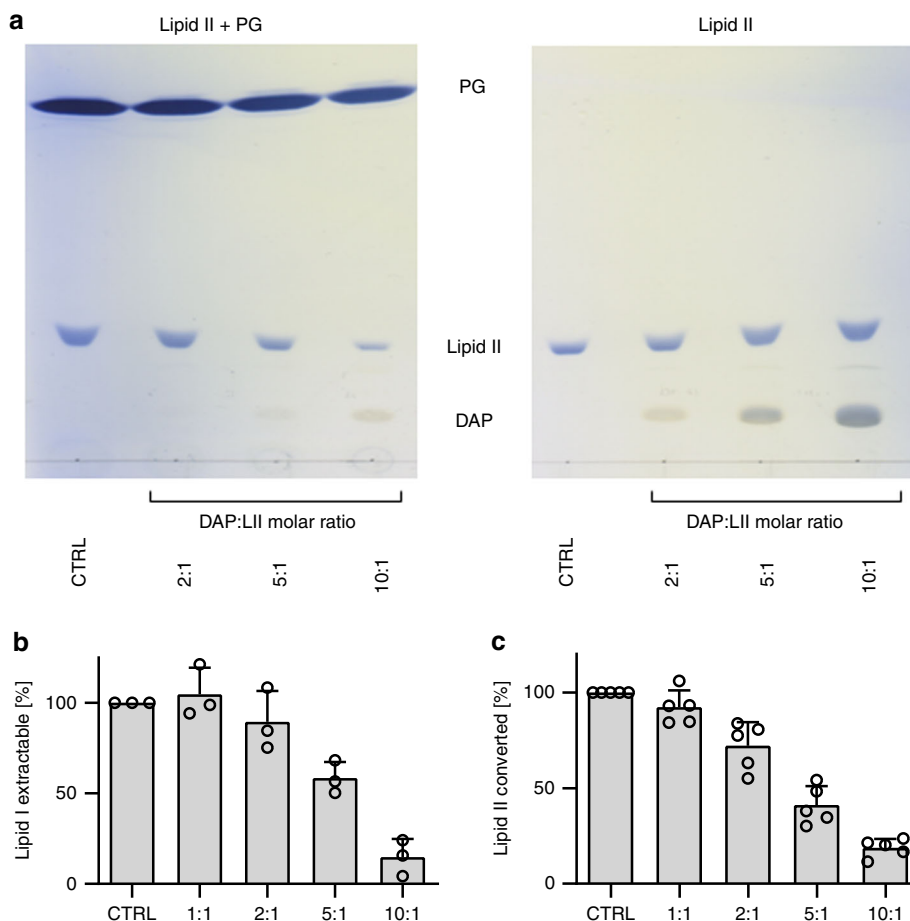 a
Lipid II + PG
Lipid II
PG
Lipid II
DAP
DAP:LII molar ratio
DAP:LII molar ratio
CTRL
2:1
5:1
10:1
CTRL
2:1
5:1
10:1
b
Lipid I extractable [%]
100
50
0
CTRL
1:1
2:1
5:1
10:1
c
Lipid II converted [%]
100
50
0
CTRL
1:1
2:1
5:1
10:1